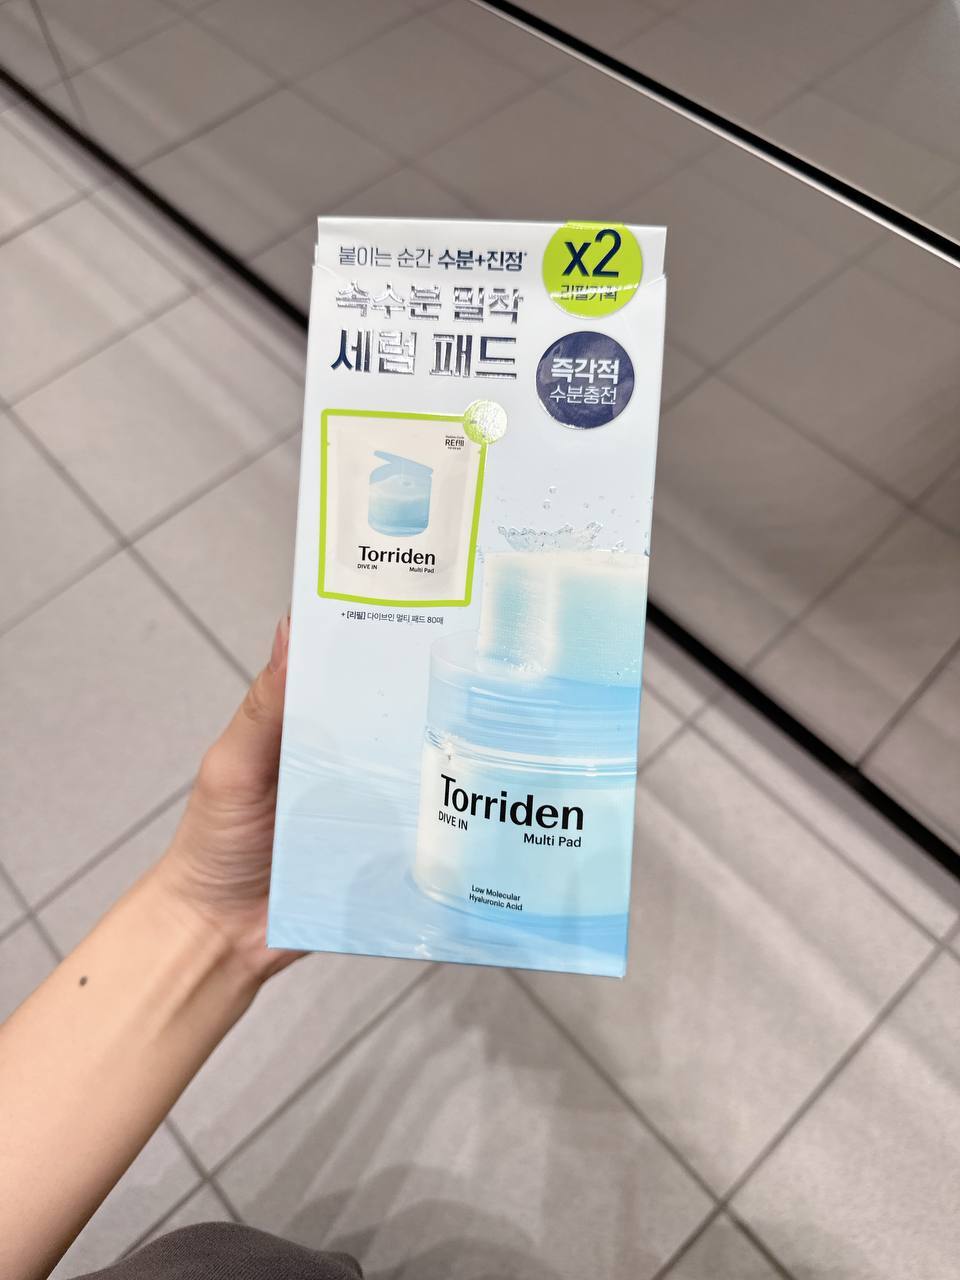 붙이는 순간 수분+진정*
속수분 밀착
세럼 패드
x2
리필기획
즉각적
수분충전
REfill
Torriden
DIVE IN
Multi Pad
+ [리필] 다이브인 멀티 패드 80매
Torriden
DIVE IN
Multi Pad
Low Molecular
Hyaluronic Acid